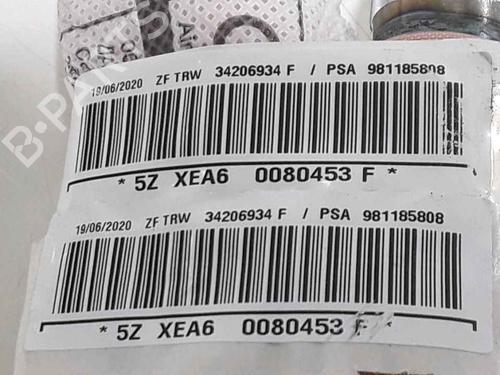 19/06/2020 ZF TRW 34206934 F / PSA 981185808
* 5Z XEA6 0080453 F *
19/06/2020 ZF TRW 34206934 F / PSA 981185808
* 5Z XEA6 0080453 F *
B-PARTS